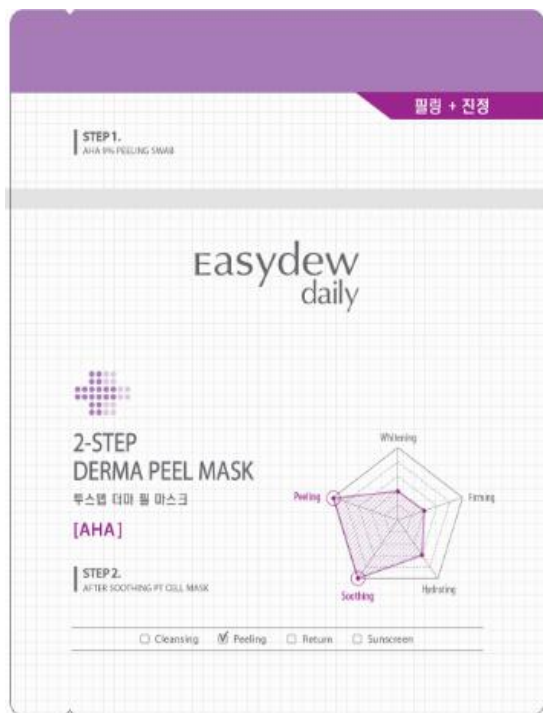 필링 + 진정
STEP 1.
AHA 9% PEELING SWAB
Easydew
daily
2-STEP
DERMA PEEL MASK
투스텝 더마 필 마스크
[AHA]
Whitening
Peeling
Firming
Soothing
Hydrating
STEP 2.
AFTER SOOTHING PT CELL MASK
Cleansing Peeling Return Sunscreen